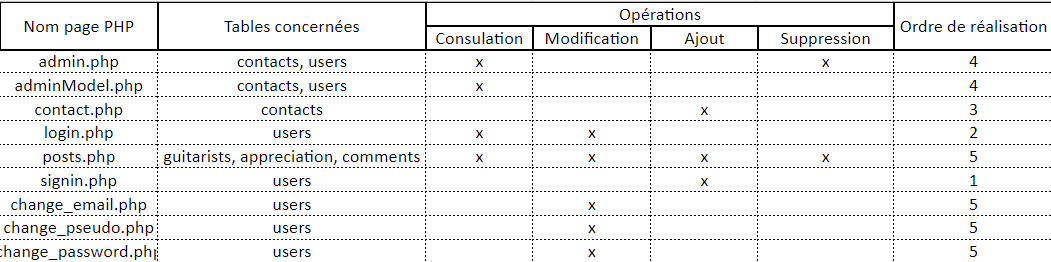 Nom page PHP Tables concernées Opérations Ordre de réalisation
Consulation Modification Ajout Suppression
admin.php contacts, users x x 4
adminModel.php contacts, users x 4
contact.php contacts x 3
login.php users x x 2
posts.php guitarists, appreciation, comments x x x x 5
signin.php users x 1
change_email.php users x 5
change_pseudo.php users x 5
change_password.php users x 5